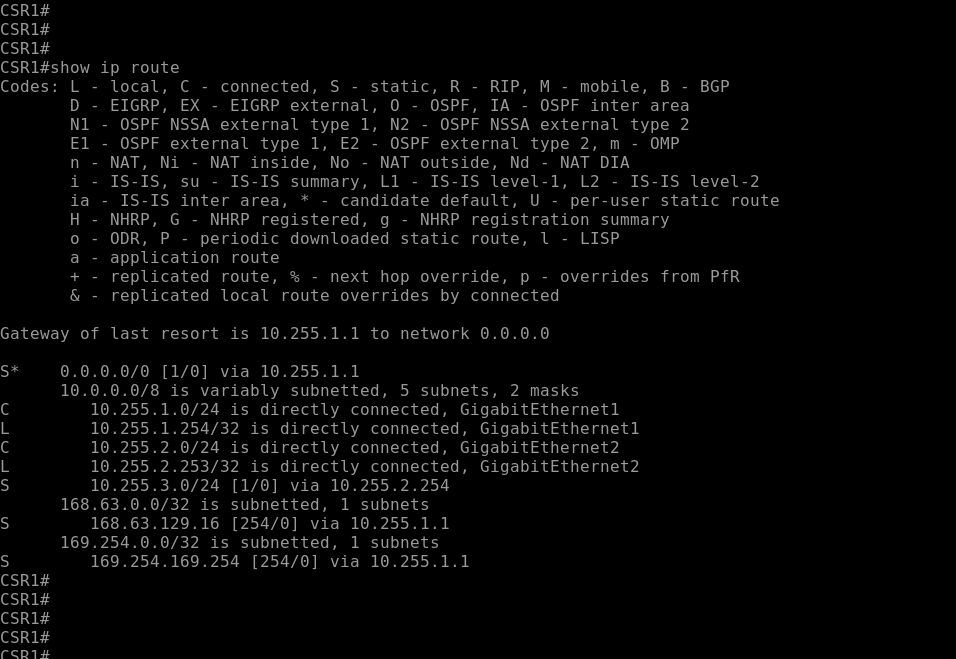 CSR1#
CSR1#
CSR1#
CSR1#show ip route
Codes: L - local, C - connected, S - static, R - RIP, M - mobile, B - BGP
       D - EIGRP, EX - EIGRP external, O - OSPF, IA - OSPF inter area
       N1 - OSPF NSSA external type 1, N2 - OSPF NSSA external type 2
       E1 - OSPF external type 1, E2 - OSPF external type 2, m - OMP
       n - NAT, Ni - NAT inside, No - NAT outside, Nd - NAT DIA
       i - IS-IS, su - IS-IS summary, L1 - IS-IS level-1, L2 - IS-IS level-2
       ia - IS-IS inter area, * - candidate default, U - per-user static route
       H - NHRP, G - NHRP registered, g - NHRP registration summary
       o - ODR, P - periodic downloaded static route, l - LISP
       a - application route
       + - replicated route, % - next hop override, p - overrides from PfR
       & - replicated local route overrides by connected

Gateway of last resort is 10.255.1.1 to network 0.0.0.0

S*    0.0.0.0/0 [1/0] via 10.255.1.1
      10.0.0.0/8 is variably subnetted, 5 subnets, 2 masks
C        10.255.1.0/24 is directly connected, GigabitEthernet1
L        10.255.1.254/32 is directly connected, GigabitEthernet1
C        10.255.2.0/24 is directly connected, GigabitEthernet2
L        10.255.2.253/32 is directly connected, GigabitEthernet2
S        10.255.3.0/24 [1/0] via 10.255.2.254
      168.63.0.0/32 is subnetted, 1 subnets
S        168.63.129.16 [254/0] via 10.255.1.1
      169.254.0.0/32 is subnetted, 1 subnets
S        169.254.169.254 [254/0] via 10.255.1.1
CSR1#
CSR1#
CSR1#
CSR1#
CSR1#